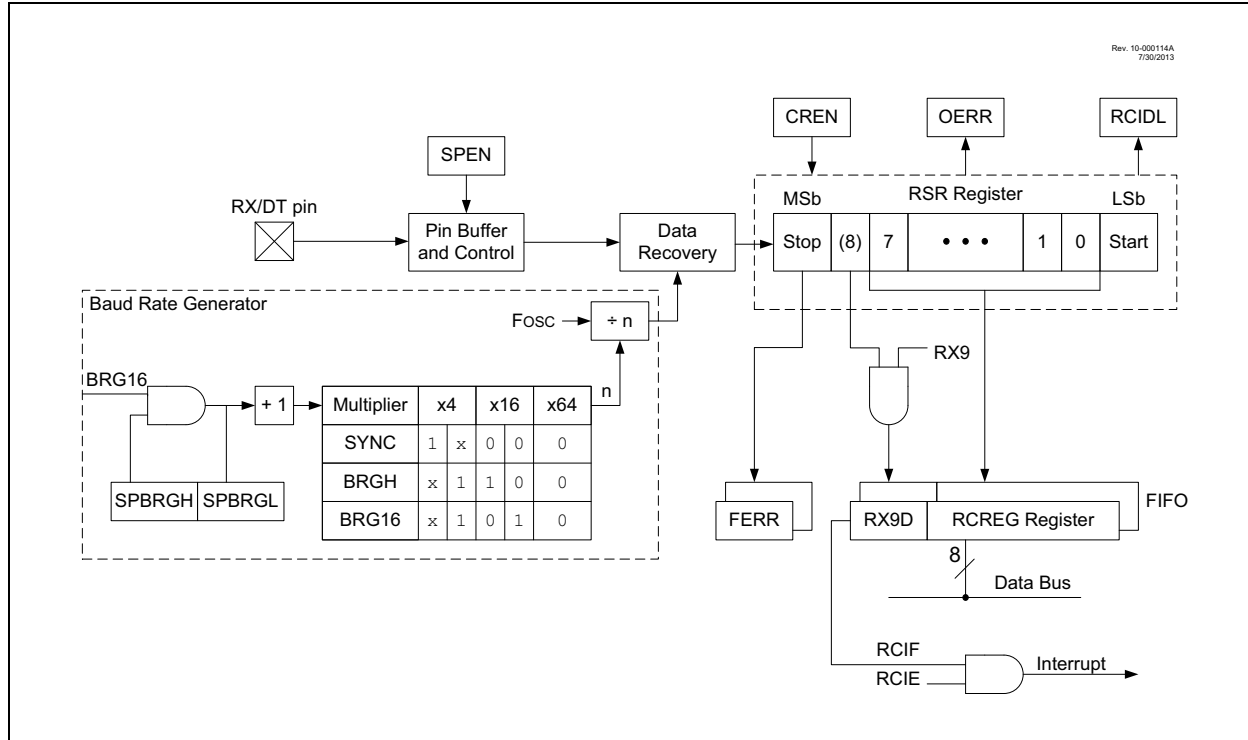 Rev. 10-000114A
7/30/2013
CREN
OERR
RCIDL
SPEN
RSR Register
MSb
LSb
RX/DT pin
Pin Buffer
and Control
Data
Recovery
Stop (8) 7 • • • 1 0 Start
Baud Rate Generator
FOSC
÷ n
RX9
BRG16
+ 1
n
Multiplier x4 x16 x64
SYNC 1 x 0 0 0
BRGH x 1 1 0 0
BRG16 x 1 0 1 0
SPBRGH SPBRGL
FERR
RX9D RCREG Register
FIFO
8
Data Bus
RCIF
RCIE
Interrupt